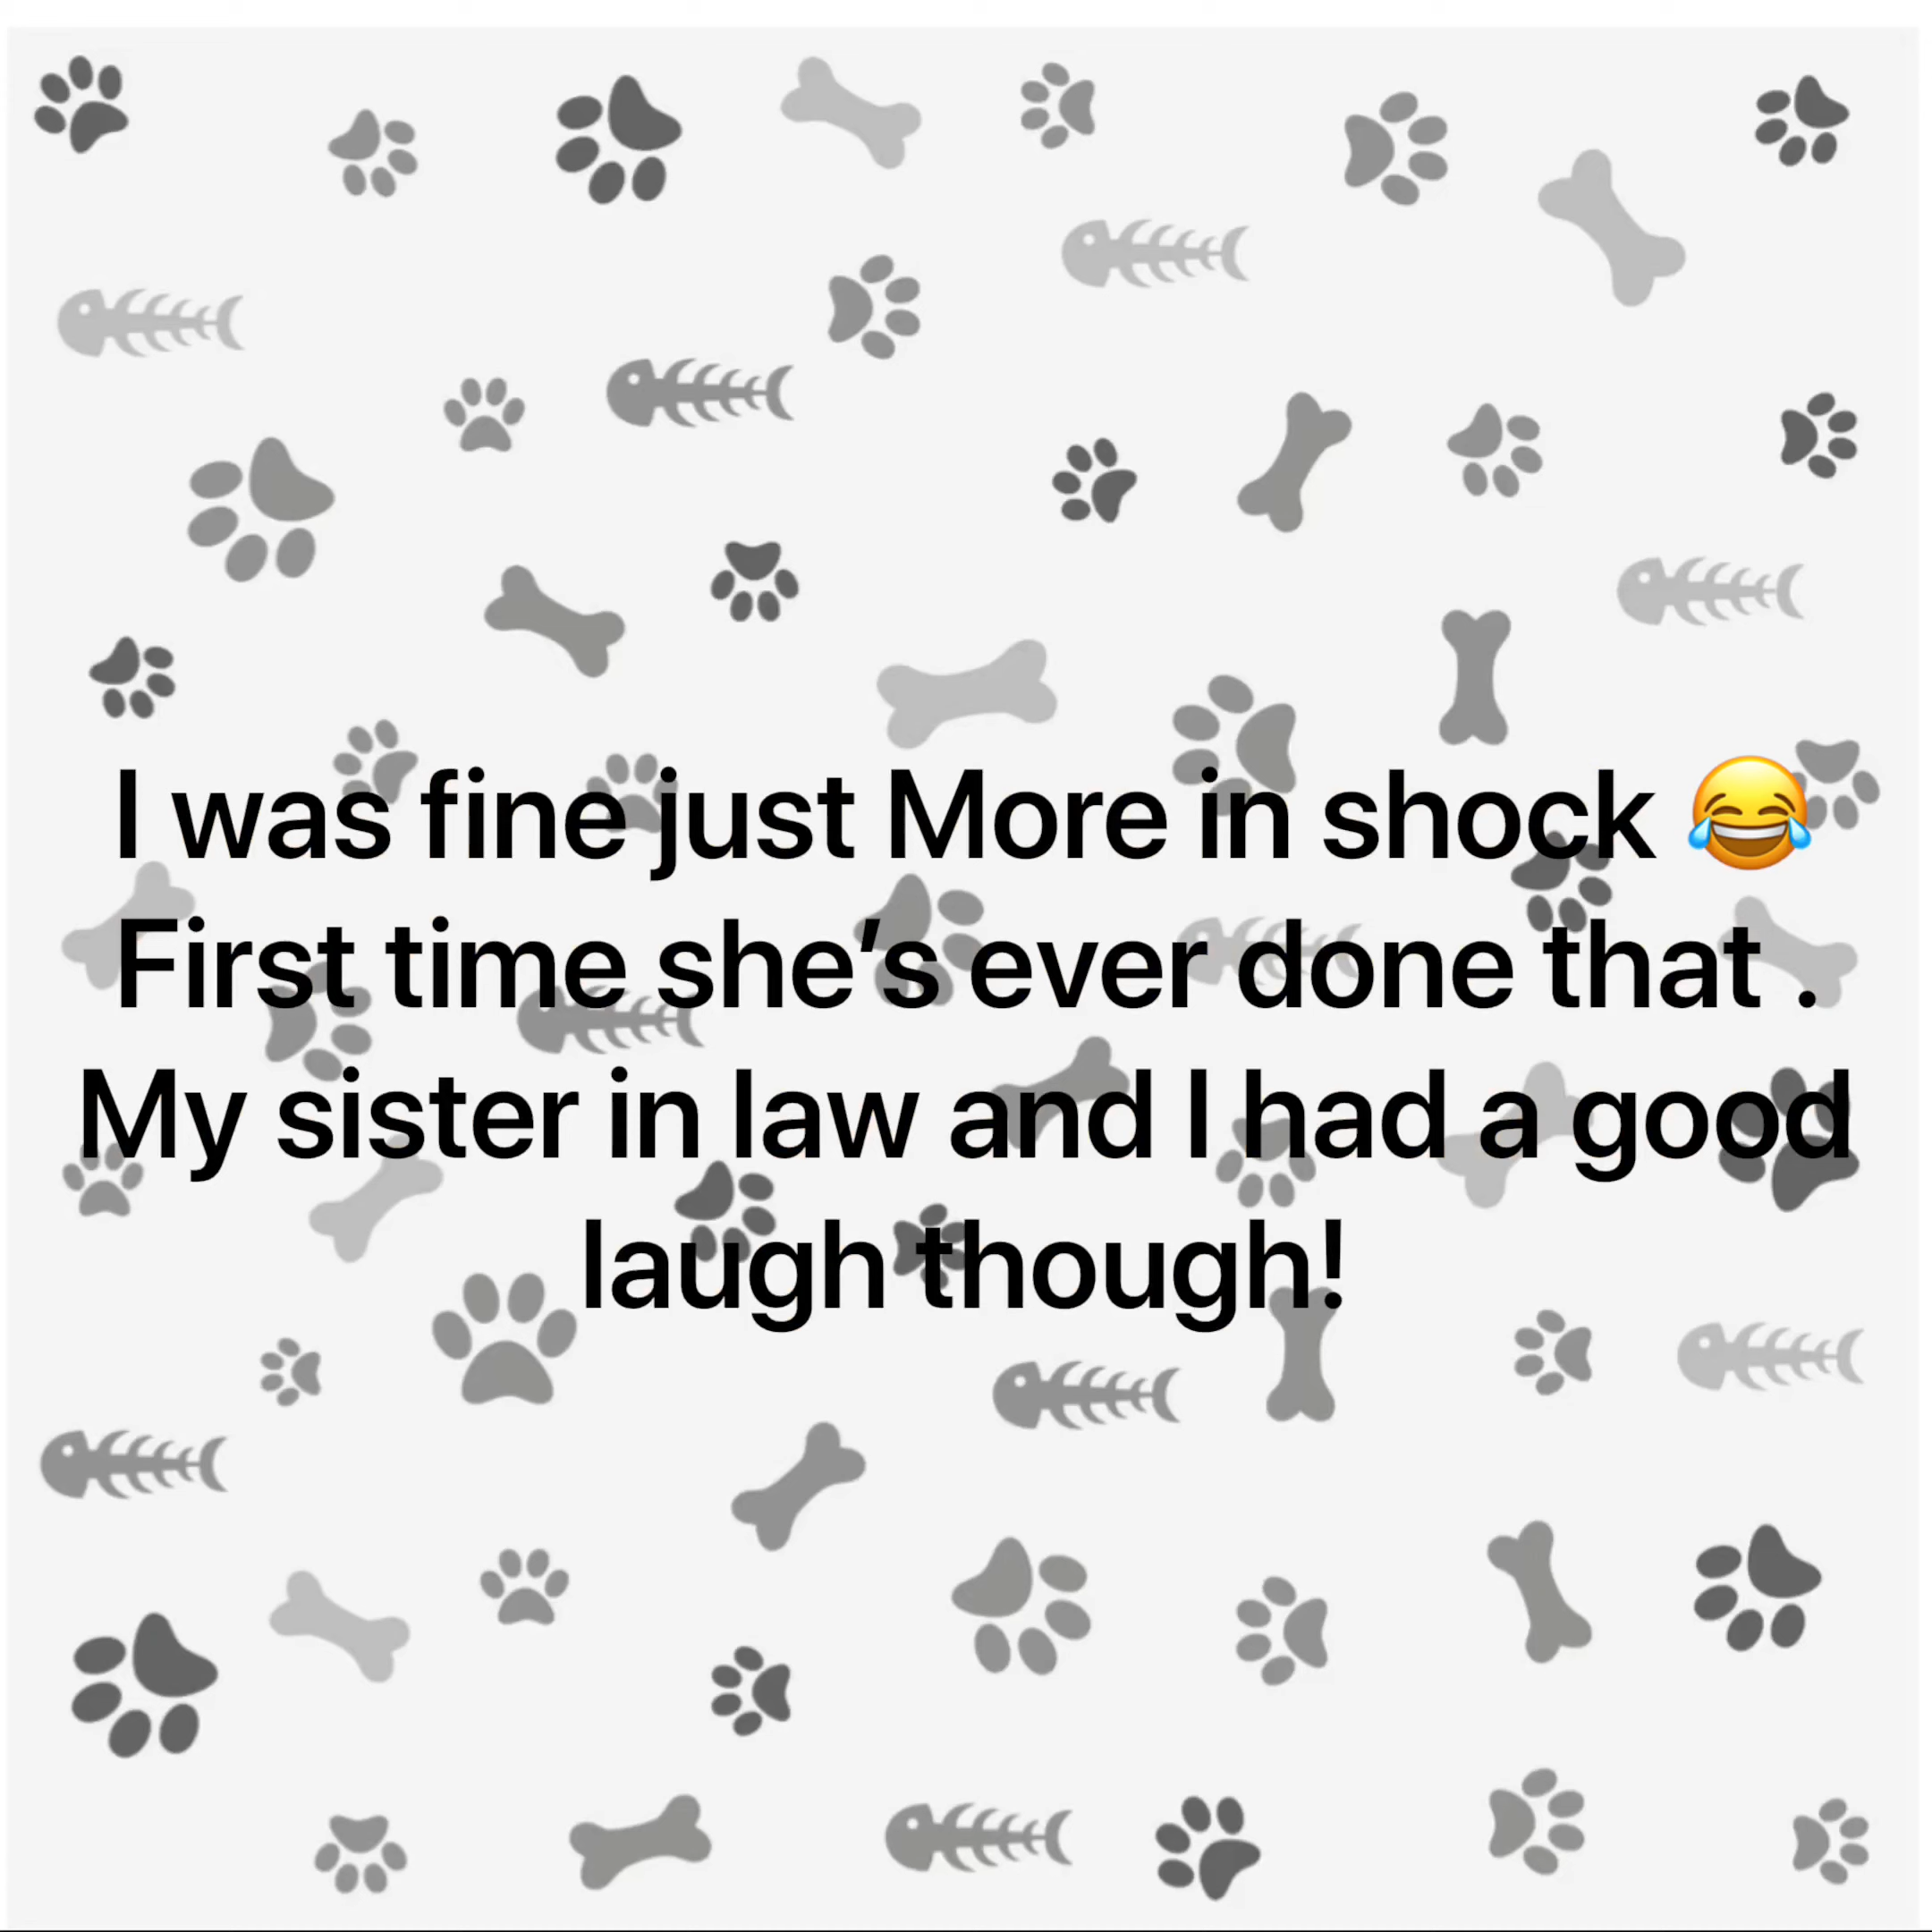 I was fine just More in shock 😂
First time she's ever done that .
My sister in law and I had a good
laugh though!